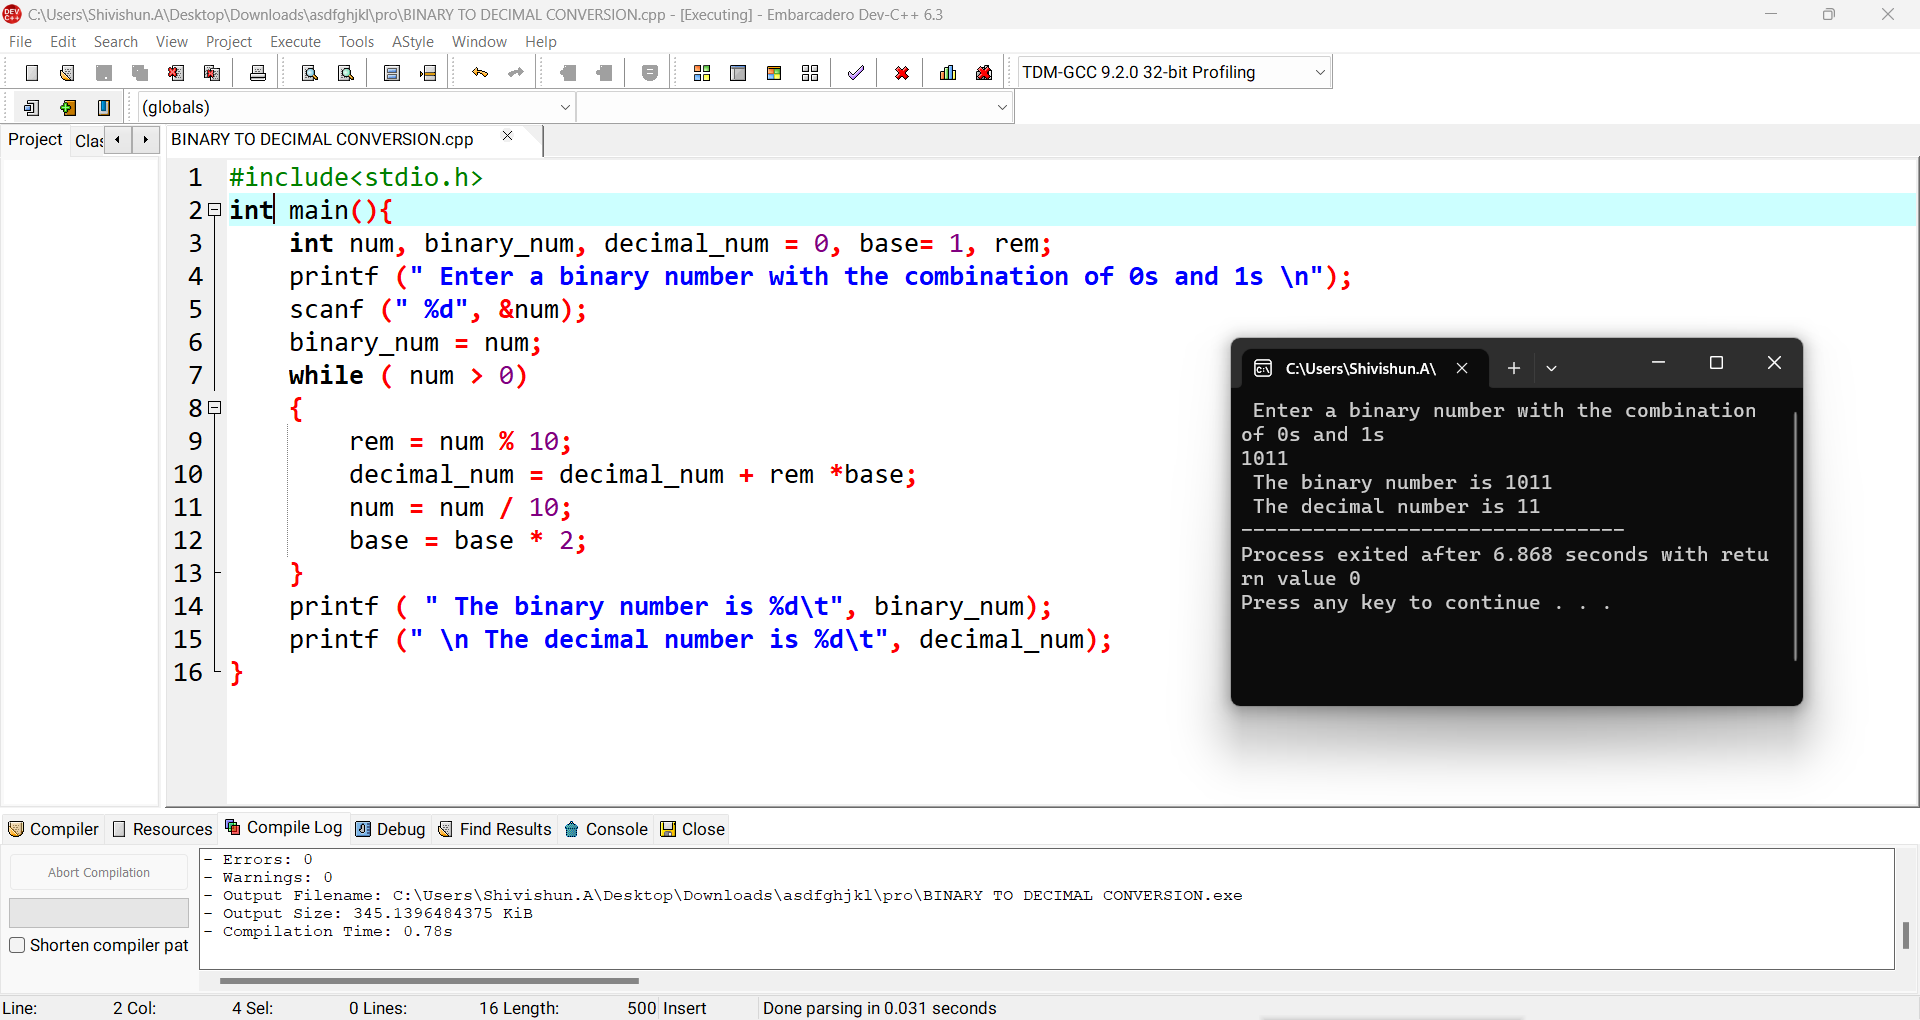 C:\Users\Shivishun.A\Desktop\Downloads\asdfghjkl\pro\BINARY TO DECIMAL CONVERSION.cpp - [Executing] - Embarcadero Dev-C++ 6.3
File Edit Search View Project Execute Tools AStyle Window Help
TDM-GCC 9.2.0 32-bit Profiling
(globals)
Project Clas BINARY TO DECIMAL CONVERSION.cpp
1 #include<stdio.h>
2 int main(){
3 int num, binary_num, decimal_num = 0, base= 1, rem;
4 printf (" Enter a binary number with the combination of 0s and 1s \n");
5 scanf (" %d", &num);
6 binary_num = num;
7 while ( num > 0)
8 {
9 rem = num % 10;
10 decimal_num = decimal_num + rem *base;
11 num = num / 10;
12 base = base * 2;
13 }
14 printf ( " The binary number is %d\t", binary_num);
15 printf (" \n The decimal number is %d\t", decimal_num);
16 }
C:\Users\Shivishun.A\
Enter a binary number with the combination
of 0s and 1s
1011
The binary number is 1011
The decimal number is 11
--------------------------------
Process exited after 6.868 seconds with retu
rn value 0
Press any key to continue . . .
Compiler Resources Compile Log Debug Find Results Console Close
Abort Compilation
Shorten compiler pat
- Errors: 0
- Warnings: 0
- Output Filename: C:\Users\Shivishun.A\Desktop\Downloads\asdfghjkl\pro\BINARY TO DECIMAL CONVERSION.exe
- Output Size: 345.1396484375 KiB
- Compilation Time: 0.78s
Line: 2 Col: 4 Sel: 0 Lines: 16 Length: 500 Insert Done parsing in 0.031 seconds